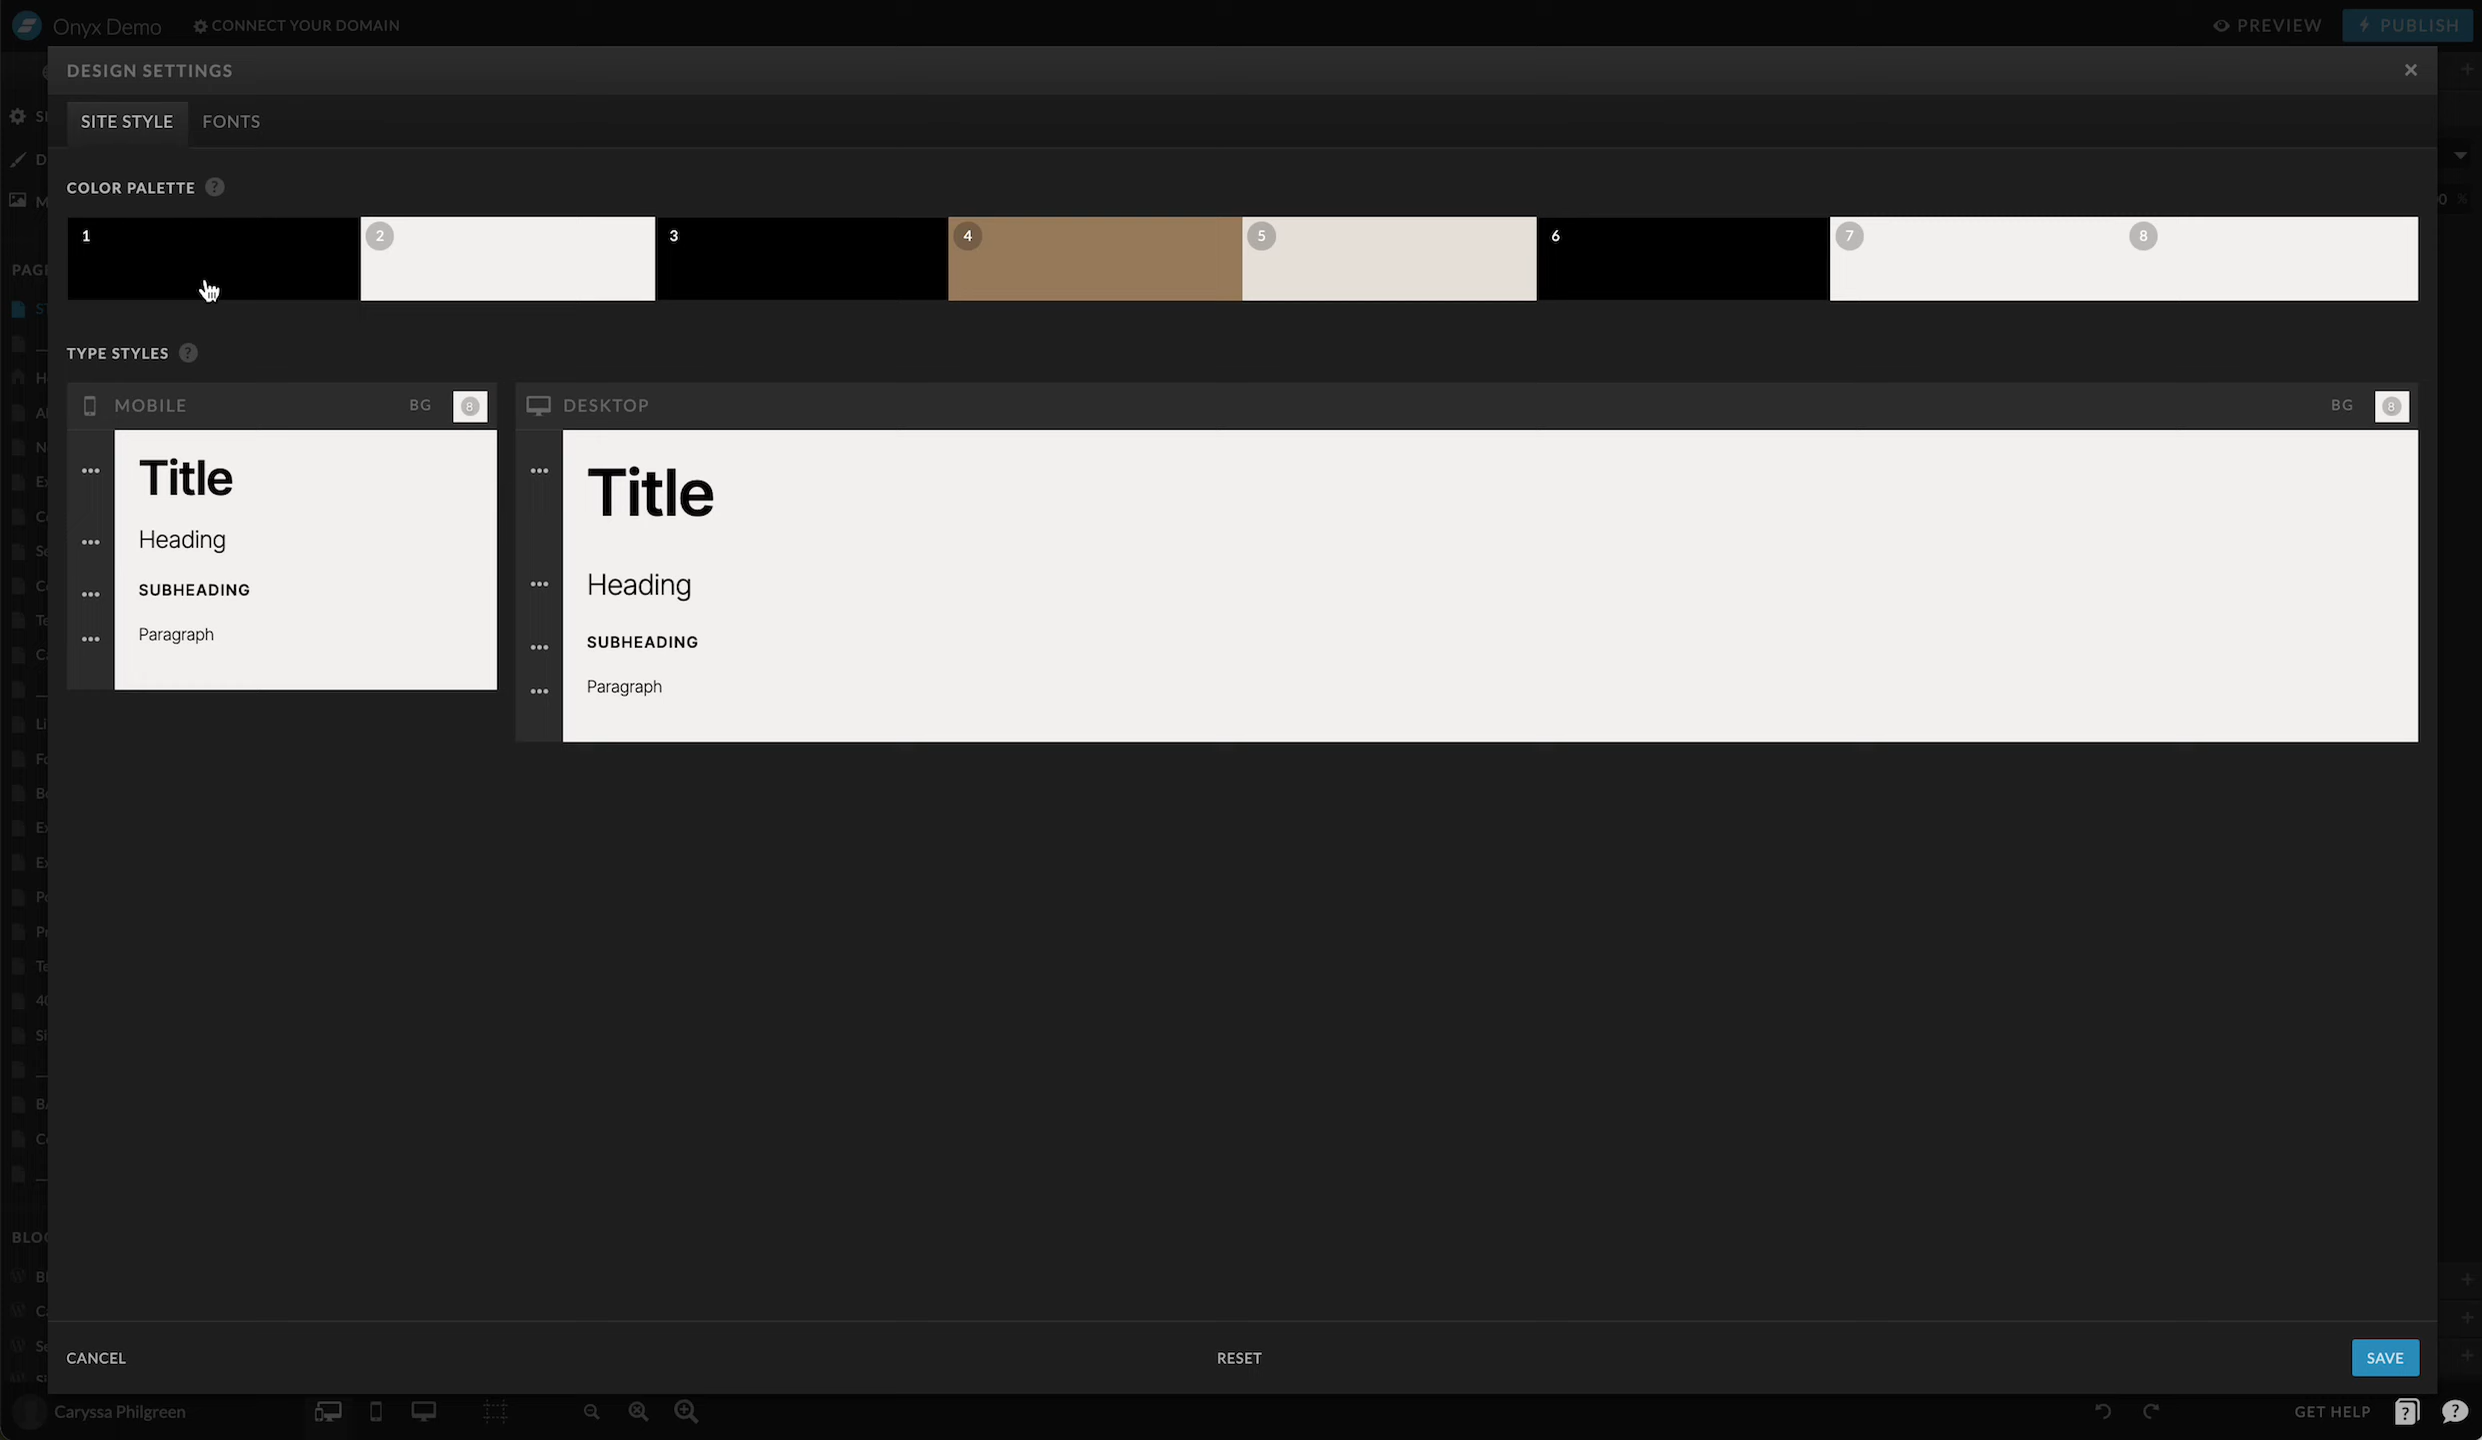 Onyx Demo CONNECT YOUR DOMAIN PREVIEW PUBLISH
DESIGN SETTINGS
SITE STYLE FONTS
COLOR PALETTE ?
1 2 3 4 5 6 7 8
TYPE STYLES ?
MOBILE BG 8
Title
Heading
SUBHEADING
Paragraph
DESKTOP BG 8
Title
Heading
SUBHEADING
Paragraph
CANCEL RESET SAVE
Caryssa Philgreen GET HELP ? ?